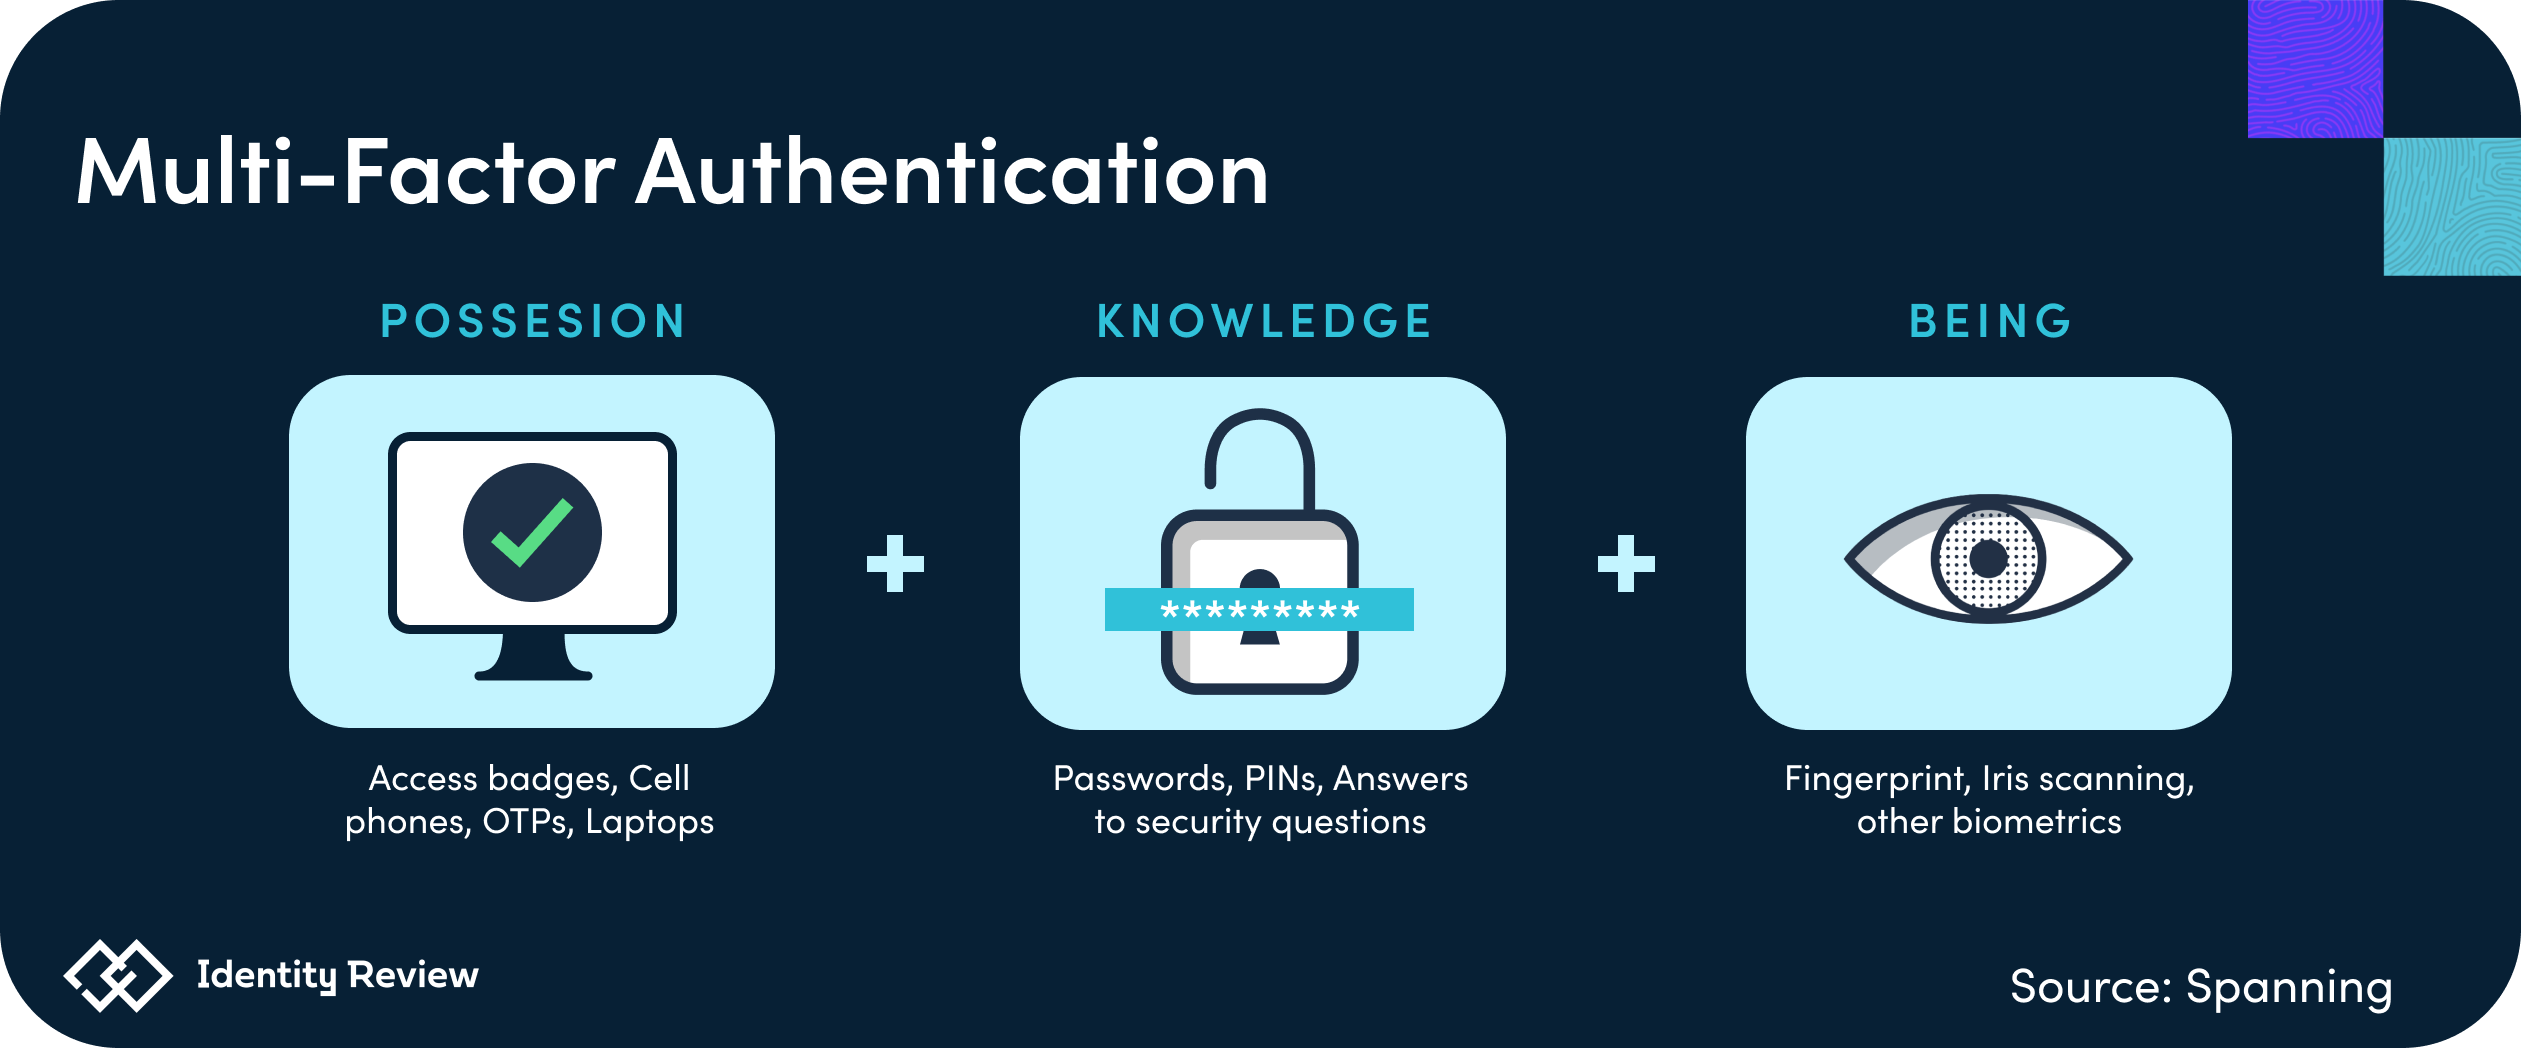 Multi-Factor Authentication
POSSESION
KNOWLEDGE
BEING
*********
Access badges, Cell
phones, OTPs, Laptops
Passwords, PINs, Answers
to security questions
Fingerprint, Iris scanning,
other biometrics
Identity Review
Source: Spanning